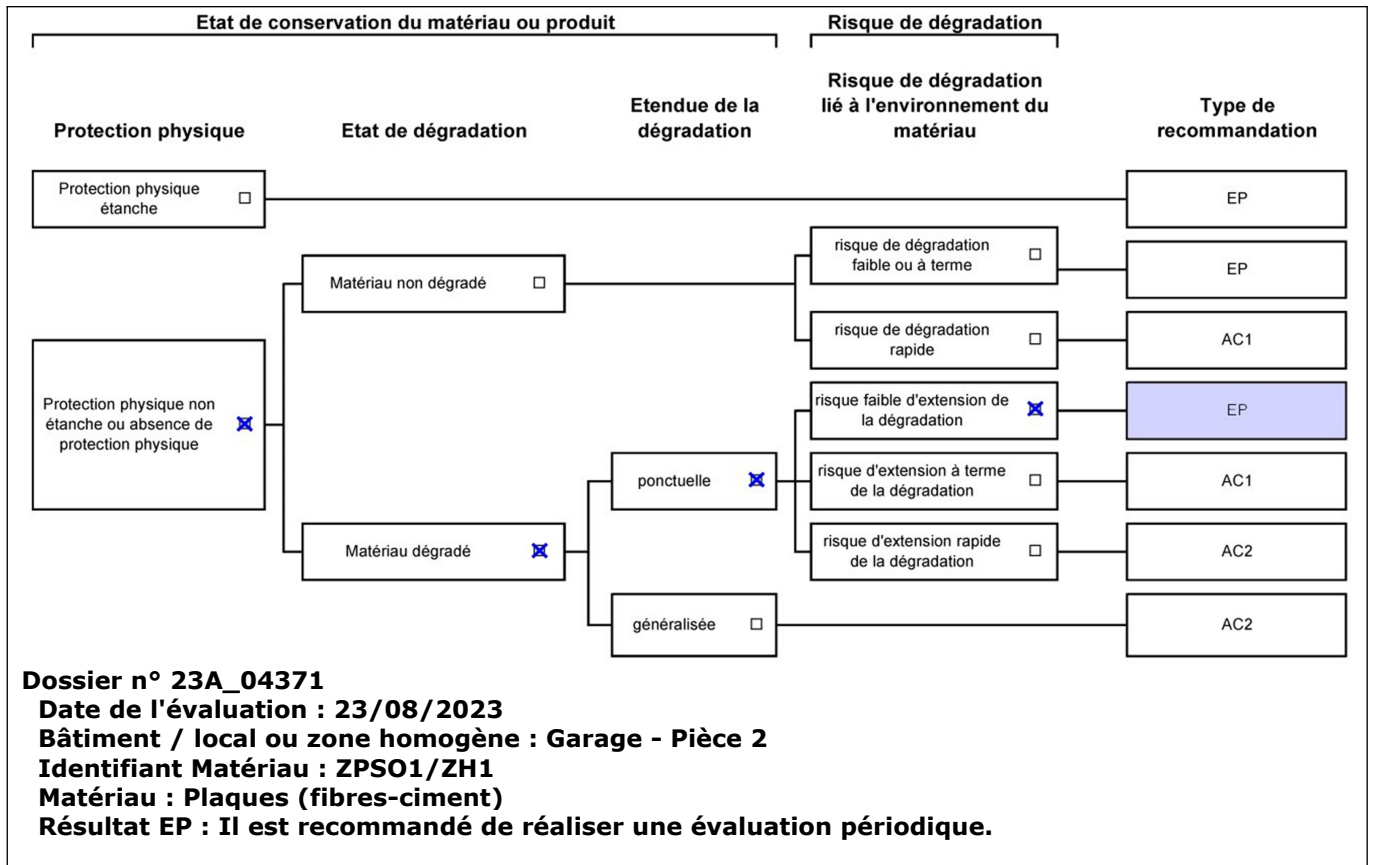 Etat de conservation du matériau ou produit
Risque de dégradation
Protection physique
Etat de dégradation
Etendue de la
dégradation
Risque de dégradation
lié à l'environnement du
matériau
Type de
recommandation
Protection physique
étanche
EP
risque de dégradation
faible ou à terme
EP
Matériau non dégradé
risque de dégradation
rapide
AC1
Protection physique non
étanche ou absence de
protection physique
risque faible d'extension de
la dégradation
EP
ponctuelle
risque d'extension à terme
de la dégradation
AC1
Matériau dégradé
risque d'extension rapide
de la dégradation
AC2
généralisée
AC2
Dossier n° 23A_04371
Date de l'évaluation : 23/08/2023
Bâtiment / local ou zone homogène : Garage - Pièce 2
Identifiant Matériau : ZPSO1/ZH1
Matériau : Plaques (fibres-ciment)
Résultat EP : Il est recommandé de réaliser une évaluation périodique.